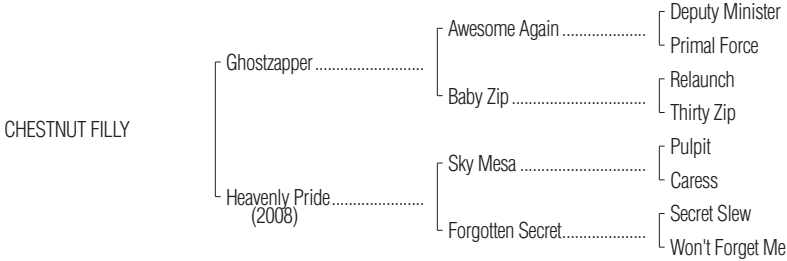 Deputy Minister
Awesome Again ....................
Primal Force
Ghostzapper .........................
Relaunch
Baby Zip ................................
Thirty Zip
CHESTNUT FILLY
Pulpit
Sky Mesa ..............................
Caress
Heavenly Pride......................
(2008)
Secret Slew
Forgotten Secret....................
Won't Forget Me